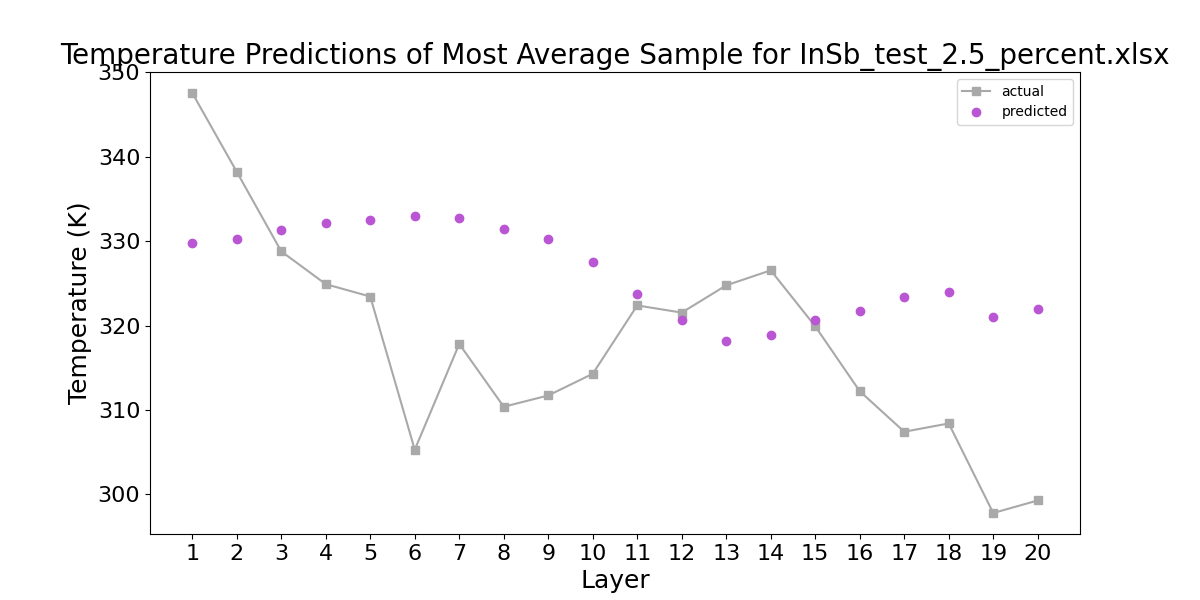 Temperature Predictions of Most Average Sample for InSb_test_2.5_percent.xlsx
actual
predicted
350
340
330
320
310
300
Temperature (K)
1 2 3 4 5 6 7 8 9 10 11 12 13 14 15 16 17 18 19 20
Layer